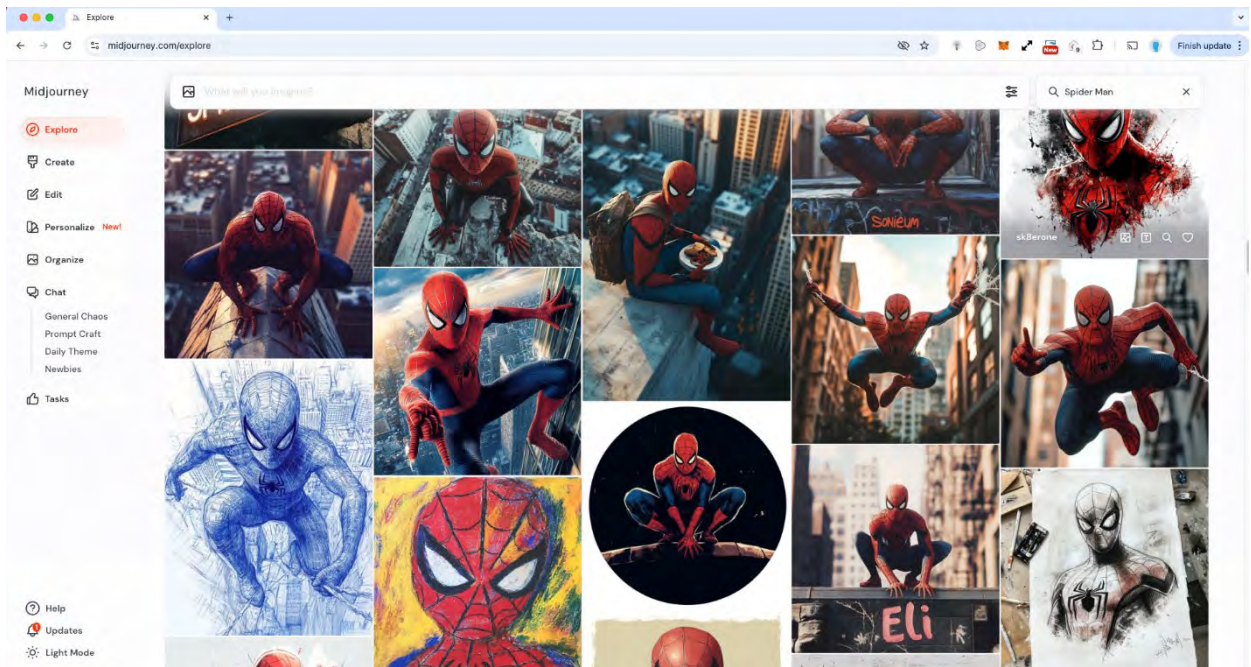 Explore
midjourney.com/explore
New
Finish update
Midjourney
What will you imagine?
Spider Man
Explore
Create
Edit
Personalize New!
Organize
Chat
General Chaos
Prompt Craft
Daily Theme
Newbies
Tasks
Help
Updates
Light Mode
SONIEUM
sk8erone
Eli